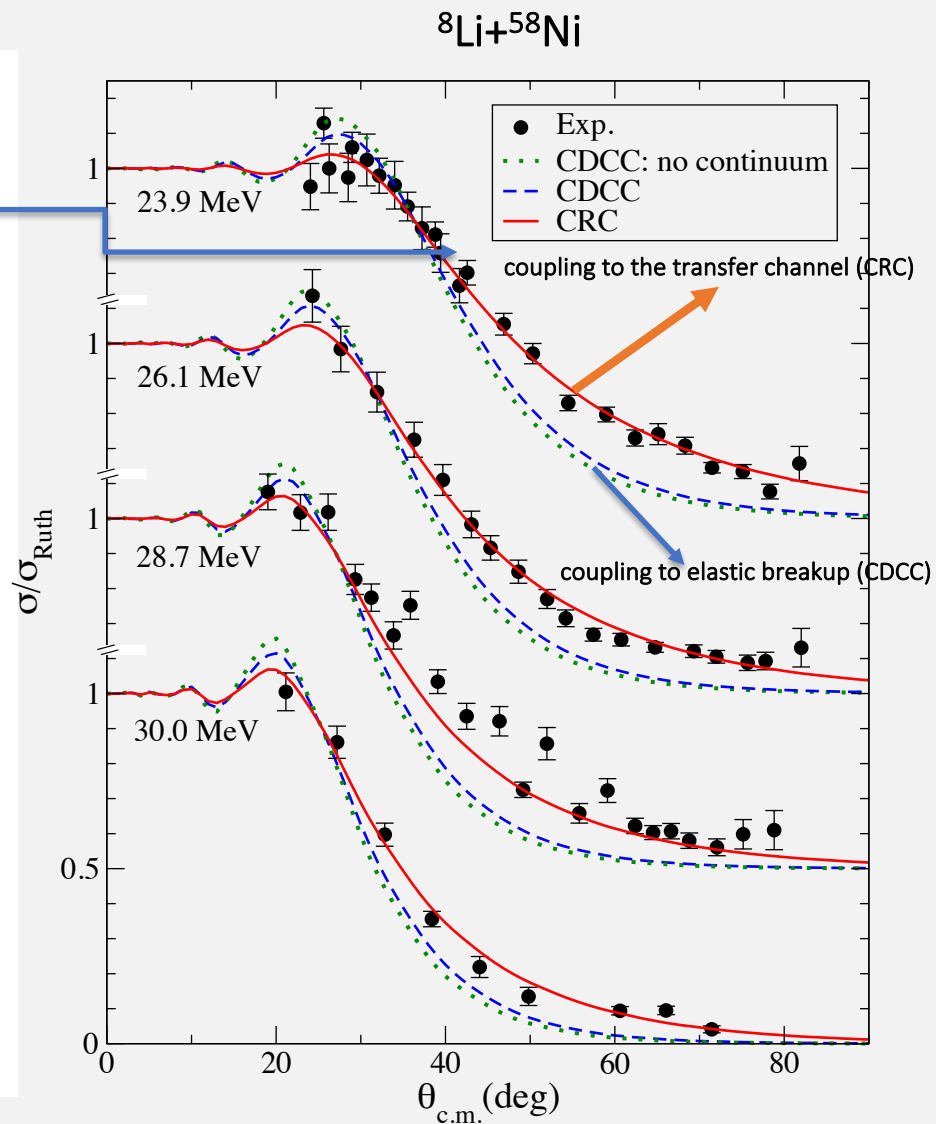 ⁸Li+⁵⁸Ni
Exp.
CDCC: no continuum
CDCC
CRC
1
23.9 MeV
coupling to the transfer channel (CRC)
1
26.1 MeV
1
28.7 MeV
coupling to elastic breakup (CDCC)
σ/σRuth
1
30.0 MeV
0.5
0
0 20 40 60 80
θc.m.(deg)